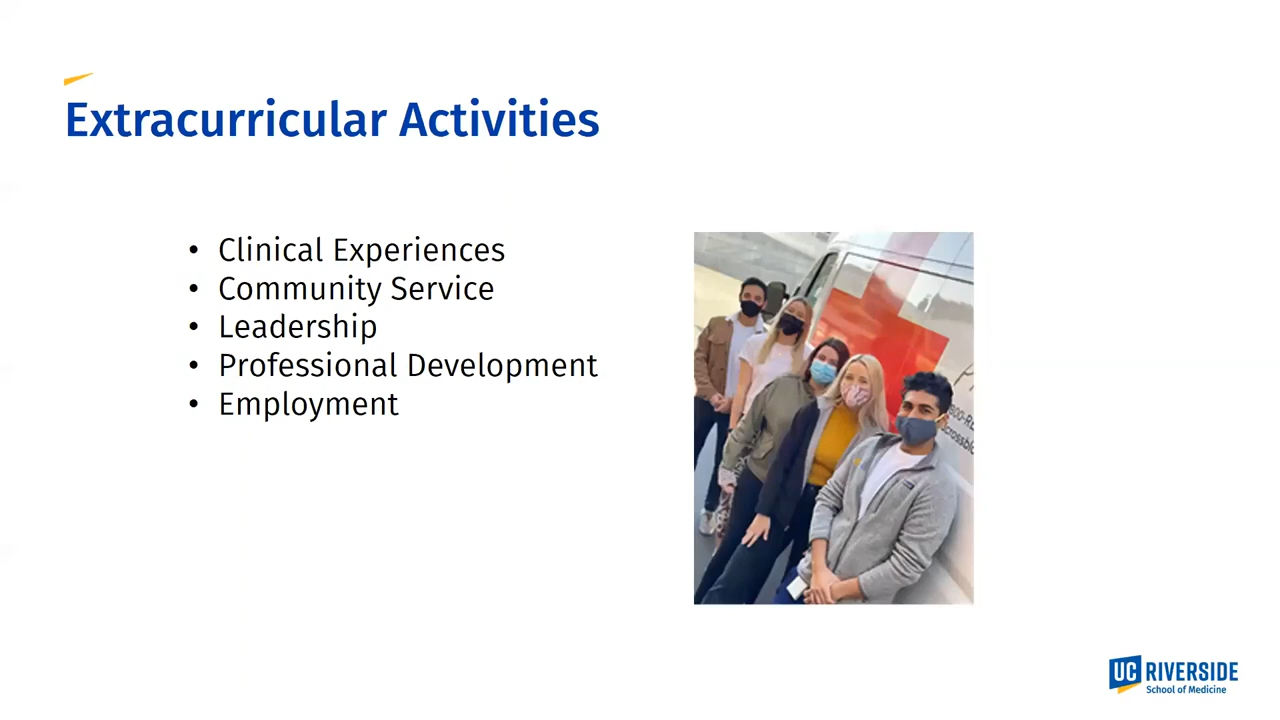 Extracurricular Activities
• Clinical Experiences
• Community Service
• Leadership
• Professional Development
• Employment
UC RIVERSIDE
School of Medicine